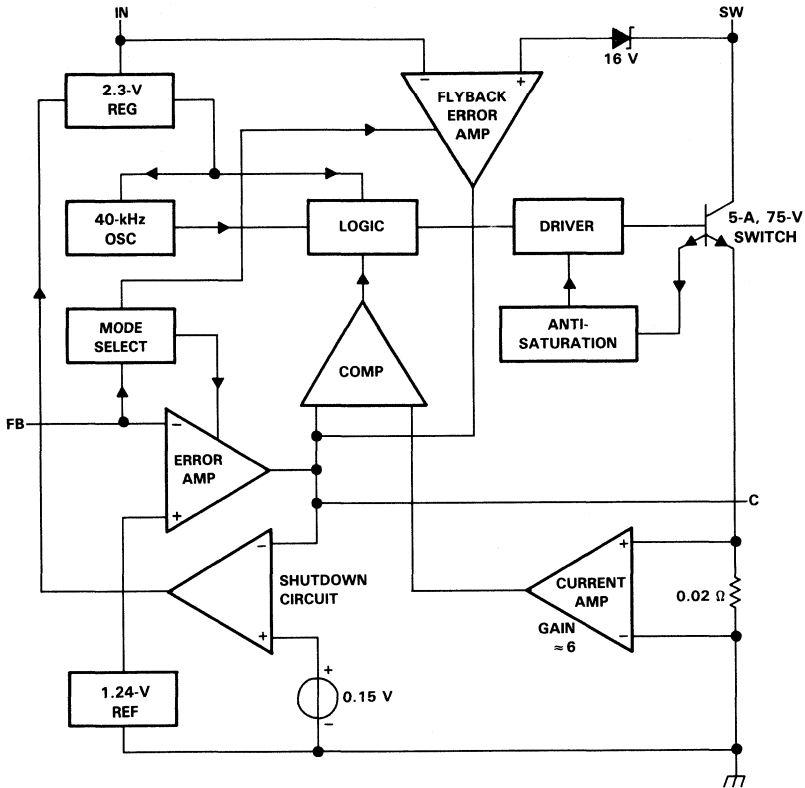 IN
SW
16 V
2.3-V
REG
−
+
FLYBACK
ERROR
AMP
40-kHz
OSC
LOGIC
DRIVER
5-A, 75-V
SWITCH
MODE
SELECT
COMP
ANTI-
SATURATION
FB
−
ERROR
AMP
+
C
−
SHUTDOWN
CIRCUIT
+
+
CURRENT
AMP
−
GAIN
≈6
0.02 Ω
1.24-V
REF
+
0.15 V
−